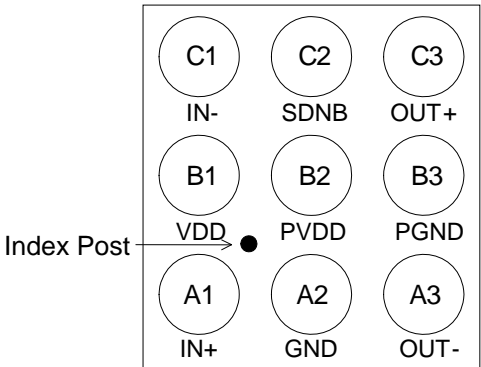 C1 C2 C3
IN- SDNB OUT+
B1 B2 B3
VDD PVDD PGND
Index Post
A1 A2 A3
IN+ GND OUT-